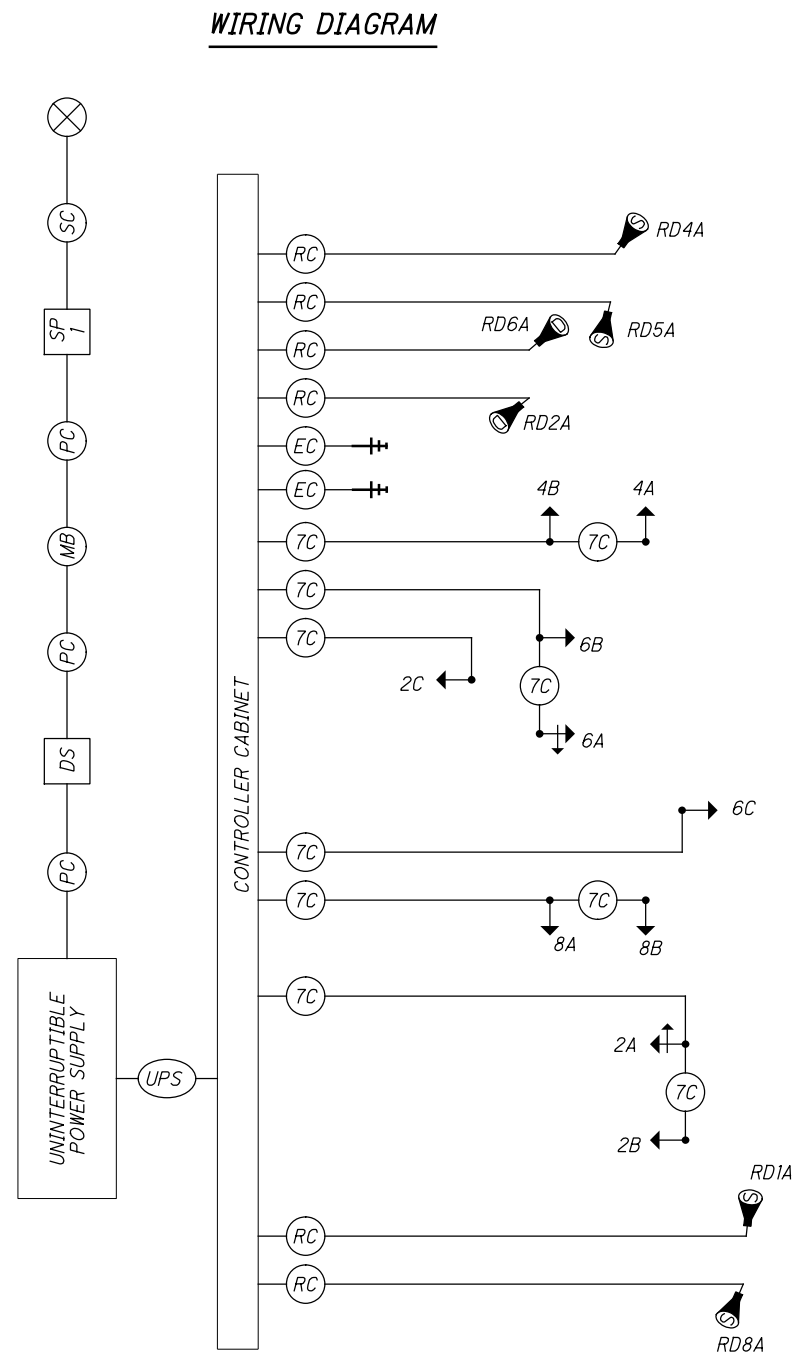 WIRING DIAGRAM
SC
SP
1
PC
MB
PC
DS
PC
UNINTERRUPTIBLE
POWER SUPPLY
UPS
CONTROLLER CABINET
RC
S
RD4A
RC
S
RD5A
RC
RD6A
D
RC
D
RD2A
EC
EC
7C
4B
7C
4A
7C
6B
7C
6A
7C
2C
7C
6C
7C
8A
7C
8B
7C
2A
7C
2B
RC
S
RD1A
RC
S
RD8A